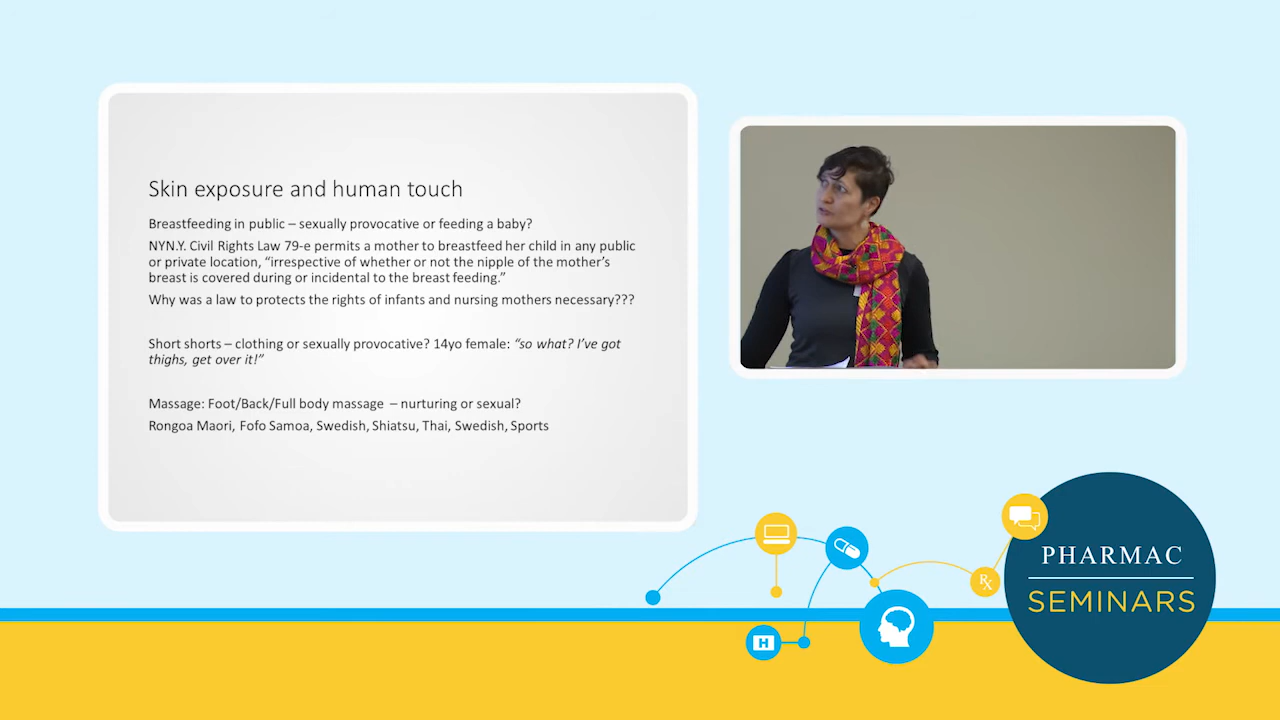 Skin exposure and human touch
Breastfeeding in public – sexually provocative or feeding a baby?
NYN.Y. Civil Rights Law 79-e permits a mother to breastfeed her child in any public
or private location, “irrespective of whether or not the nipple of the mother’s
breast is covered during or incidental to the breast feeding.”
Why was a law to protects the rights of infants and nursing mothers necessary???
Short shorts – clothing or sexually provocative? 14yo female: “so what? I’ve got
thighs, get over it!”
Massage: Foot/Back/Full body massage – nurturing or sexual?
Rongoa Maori, Fofo Samoa, Swedish, Shiatsu, Thai, Swedish, Sports
PHARMAC
SEMINARS
Rx
H